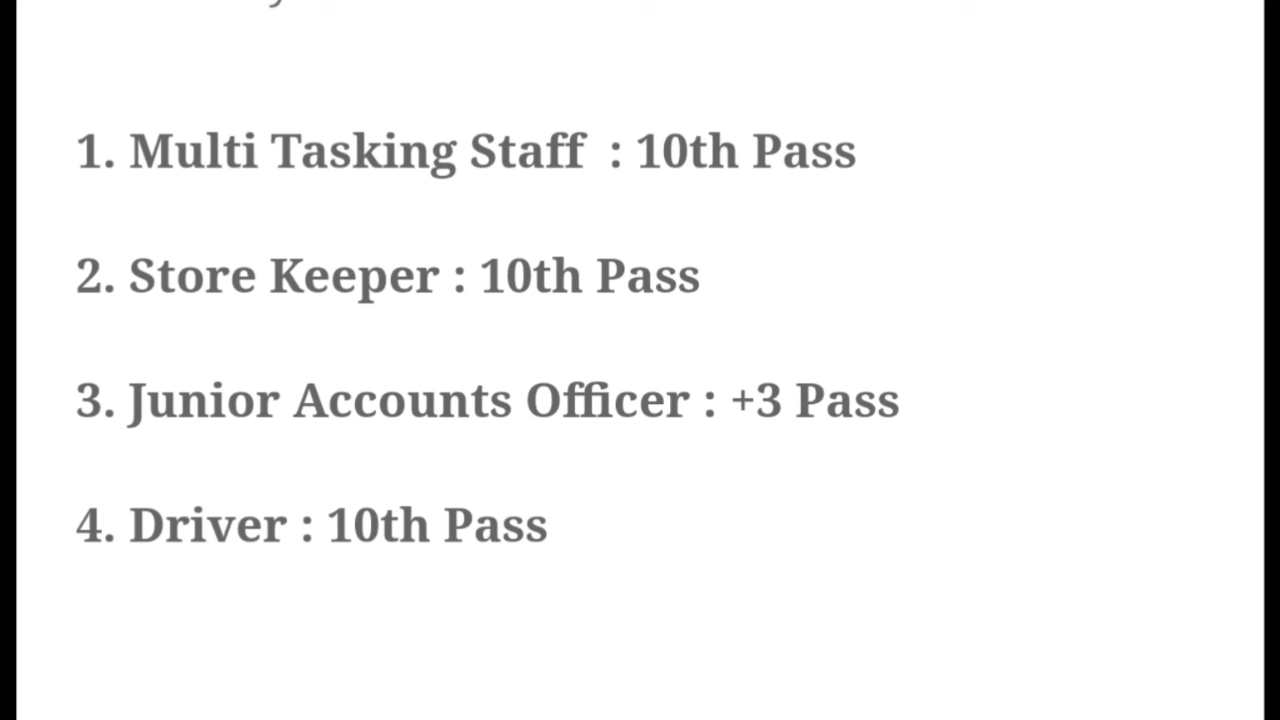 1. Multi Tasking Staff : 10th Pass
2. Store Keeper : 10th Pass
3. Junior Accounts Officer : +3 Pass
4. Driver : 10th Pass